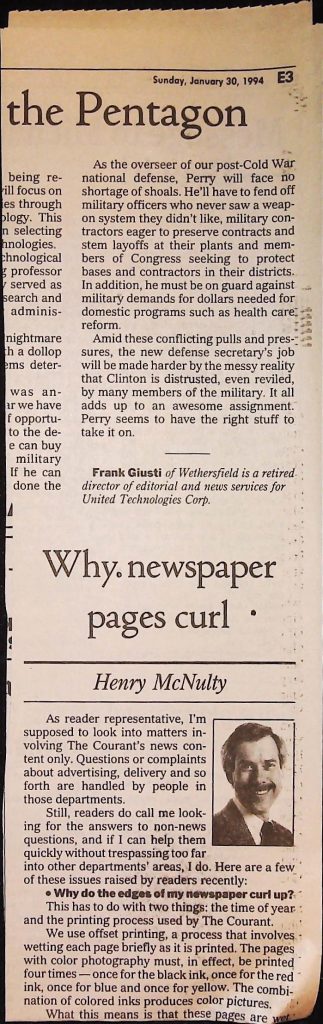 Sunday, January 30, 1994 E3
the Pentagon
being re-
will focus on
through
This
selecting
professor
served as
search and
adminis-
nightmare
a dollop
deter-
was an-
we have
opportu-
to the de-
can buy
military
If he can
done the
As the overseer of our post-Cold War
national defense, Perry will face no
shortage of shoals. He'll have to fend off
military officers who never saw a weap-
on system they didn't like, military con-
tractors eager to preserve contracts and
stem layoffs at their plants and mem-
bers of Congress seeking to protect
bases and contractors in their districts.
In addition, he must be on guard against
military demands for dollars needed for
domestic programs such as health care
reform.
Amid these conflicting pulls and pres-
sures, the new defense secretary's job
will be made harder by the messy reality
that Clinton is distrusted, even reviled,
by many members of the military. It all
adds up to an awesome assignment.
Perry seems to have the right stuff to
take it on.
Frank Giusti of Wethersfield is a retired
director of editorial and news services for
United Technologies Corp.
Why newspaper
pages curl
Henry McNulty
As reader representative, I'm
supposed to look into matters in-
volving The Courant's news con-
tent only. Questions or complaints
about advertising, delivery and so
forth are handled by people in
those departments.
Still, readers do call me look-
ing for the answers to non-news
questions, and if I can help them
quickly without trespassing too far
into other departments' areas, I do. Here are a few
of these issues raised by readers recently:
• Why do the edges of my newspaper curl up?
This has to do with two things: the time of year
and the printing process used by The Courant.
We use offset printing, a process that involves
wetting each page briefly as it is printed. The pages
with color photography must, in effect, be printed
four times — once for the black ink, once for the red
ink, once for blue and once for yellow. The combi-
nation of colored inks produces color pictures.
What this means is that these pages are wet